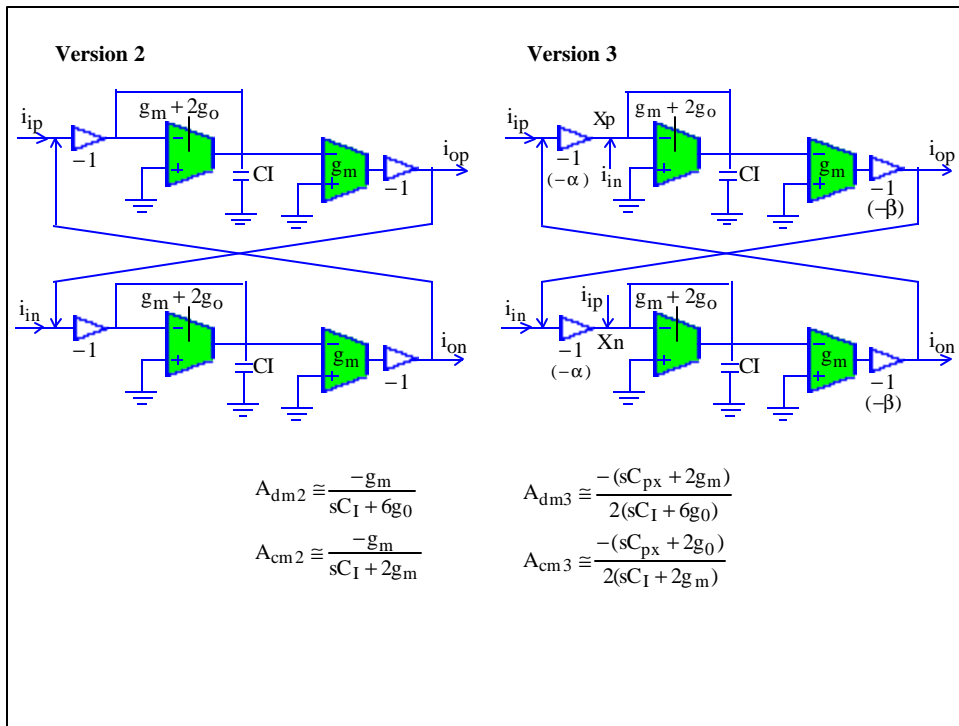 Version 2
Version 3
i_ip
g_m + 2g_o
−
+
−1
CI
−
g_m
+
−1
i_op
i_in
g_m + 2g_o
−
+
−1
CI
−
g_m
+
−1
i_on
i_ip
Xp
g_m + 2g_o
−
+
−1
(−α)
i_in
CI
−
g_m
+
−1
(−β)
i_op
i_in
i_ip
g_m + 2g_o
−
+
−1
(−α)
Xn
CI
−
g_m
+
−1
(−β)
i_on
A_dm2 ≅ −g_m / (sC_I + 6g_0)
A_cm2 ≅ −g_m / (sC_I + 2g_m)
A_dm3 ≅ −(sC_px + 2g_m) / 2(sC_I + 6g_0)
A_cm3 ≅ −(sC_px + 2g_0) / 2(sC_I + 2g_m)